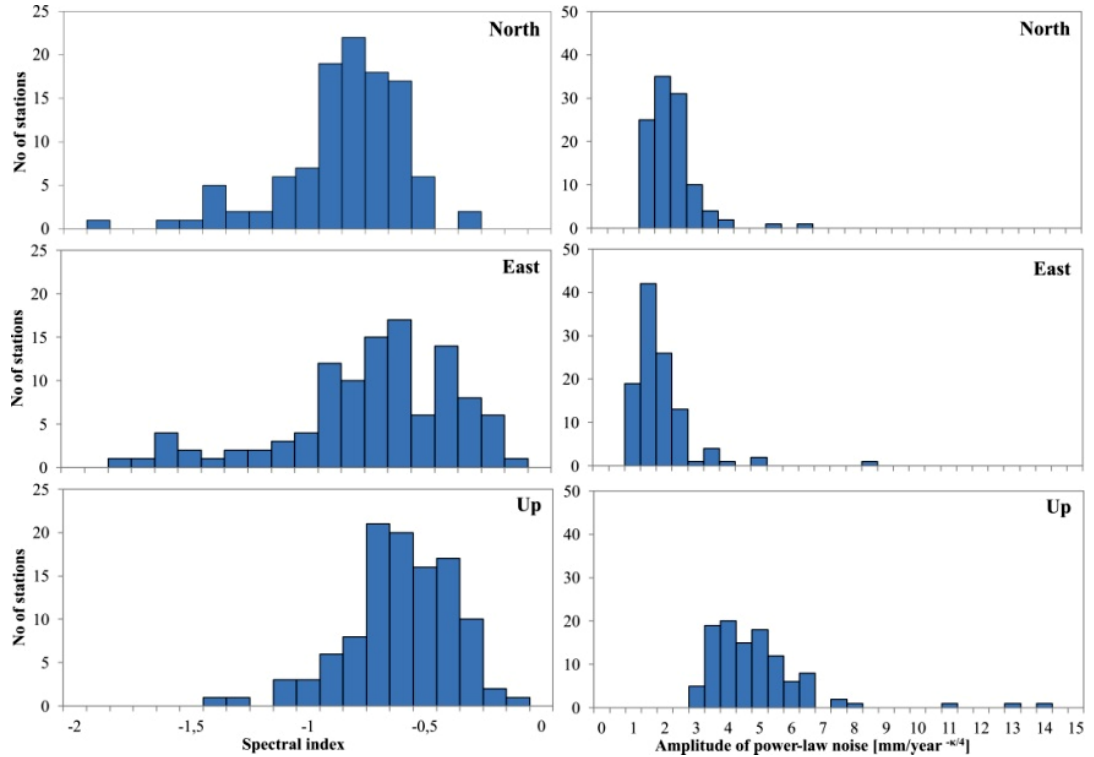 25
20
15
10
5
0
No of stations
North
50
40
30
20
10
0
North
25
20
15
10
5
0
No of stations
East
50
40
30
20
10
0
East
25
20
15
10
5
0
No of stations
Up
-2 -1,5 -1 -0,5 0
Spectral index
50
40
30
20
10
0
Up
0 1 2 3 4 5 6 7 8 9 10 11 12 13 14 15
Amplitude of power-law noise [mm/year -κ/4]